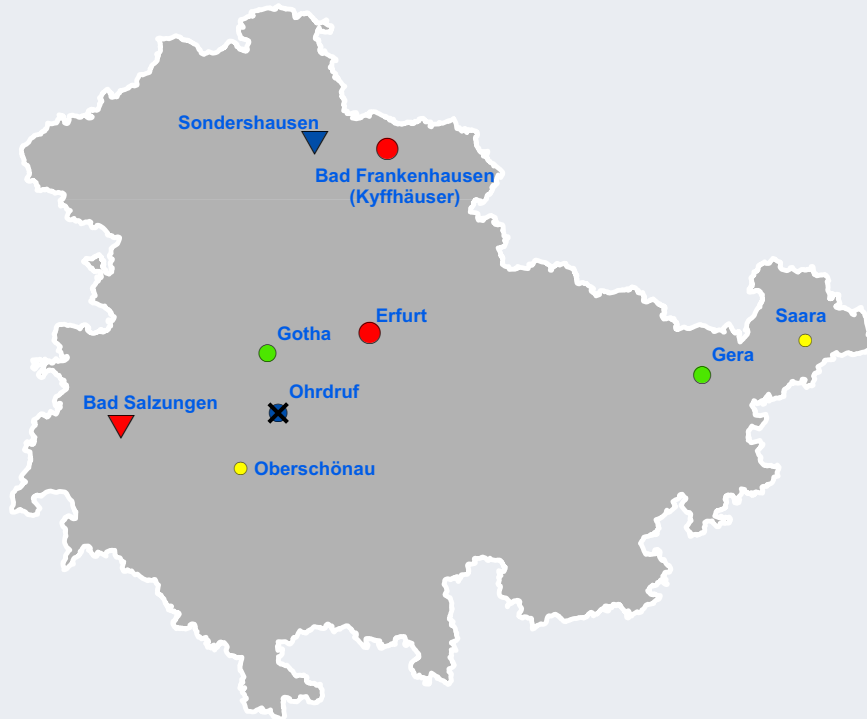 Sondershausen
Bad Frankenhausen
(Kyffhäuser)
Erfurt
Saara
Gotha
Gera
Ohrdruf
Bad Salzungen
Oberschönau